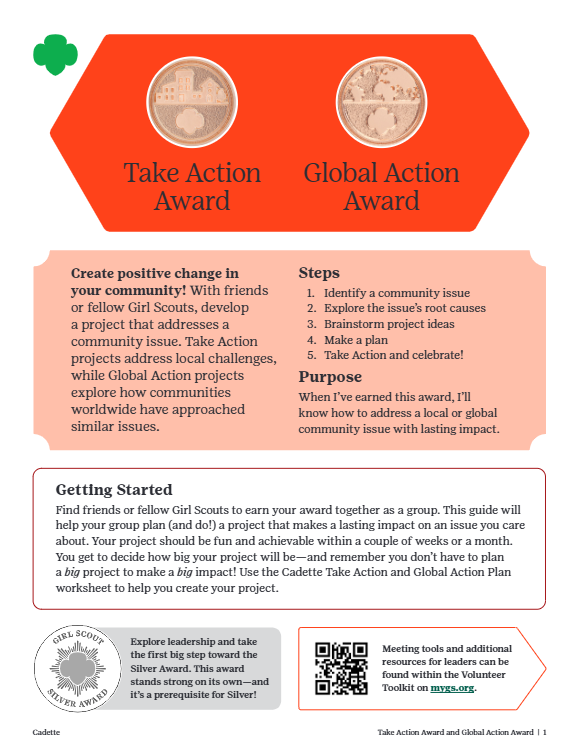 Take Action
Award
Global Action
Award
Create positive change in
your community! With friends
or fellow Girl Scouts, develop
a project that addresses a
community issue. Take Action
projects address local challenges,
while Global Action projects
explore how communities
worldwide have approached
similar issues.
Steps
1. Identify a community issue
2. Explore the issue’s root causes
3. Brainstorm project ideas
4. Make a plan
5. Take Action and celebrate!
Purpose
When I’ve earned this award, I’ll
know how to address a local or global
community issue with lasting impact.
Getting Started
Find friends or fellow Girl Scouts to earn your award together as a group. This guide will
help your group plan (and do!) a project that makes a lasting impact on an issue you care
about. Your project should be fun and achievable within a couple of weeks or a month.
You get to decide how big your project will be—and remember you don’t have to plan
a big project to make a big impact! Use the Cadette Take Action and Global Action Plan
worksheet to help you create your project.
GIRL SCOUT
SILVER AWARD
Explore leadership and take
the first big step toward the
Silver Award. This award
stands strong on its own—and
it’s a prerequisite for Silver!
Meeting tools and additional
resources for leaders can be
found within the Volunteer
Toolkit on mygs.org.
Cadette
Take Action Award and Global Action Award | 1